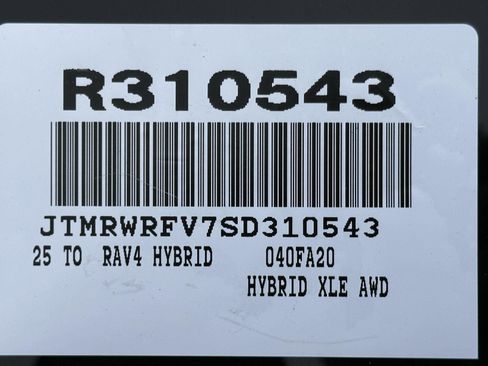 R310543
JTMRWRFV7SD310543
25 TO RAV4 HYBRID 040FA20
HYBRID XLE AWD